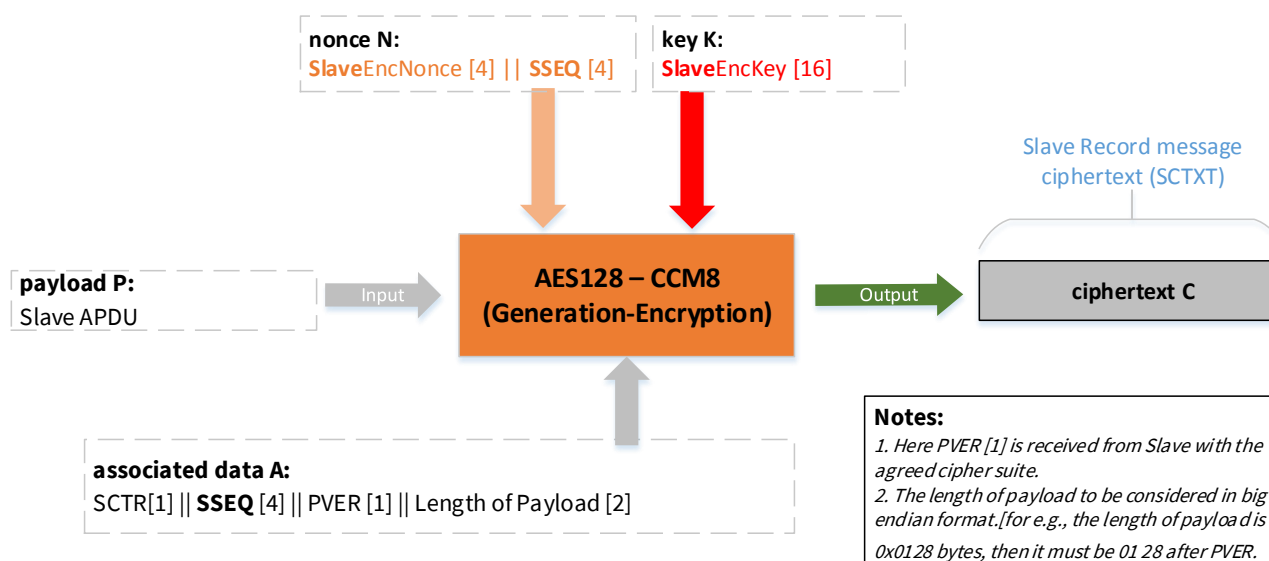 nonce N:
SlaveEncNonce [4] || SSEQ [4]
key K:
SlaveEncKey [16]
Slave Record message
ciphertext (SCTXT)
payload P:
Slave APDU
Input
AES128 – CCM8
(Generation-Encryption)
Output
ciphertext C
associated data A:
SCTR[1] || SSEQ [4] || PVER [1] || Length of Payload [2]
Notes:
1. Here PVER [1] is received from Slave with the
agreed cipher suite.
2. The length of payload to be considered in big
endian format.[for e.g., the length of payload is
0x0128 bytes, then it must be 01 28 after PVER.